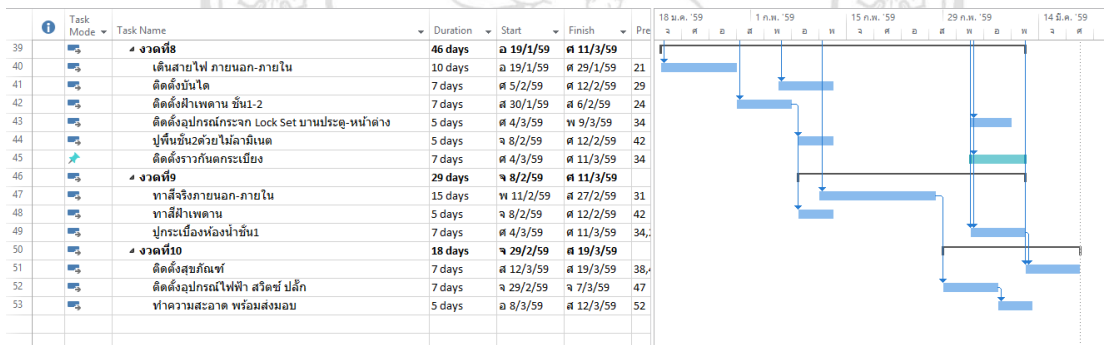 Task Mode Task Name Duration Start Finish Pre 18 ม.ค. '59 1 ก.พ. '59 15 ก.พ. '59 29 ก.พ. '59 14 มี.ค. '59
จ ศ อ ส พ อ พ จ ศ อ ส พ อ พ จ ศ
39 งวดที่8 46 days อ 19/1/59 ศ 11/3/59
40 เดินสายไฟ ภายนอก-ภายใน 10 days อ 19/1/59 ศ 29/1/59 21
41 ติดตั้งบันได 7 days ศ 5/2/59 ศ 12/2/59 29
42 ติดตั้งฝ้าเพดาน ชั้น1-2 7 days ส 30/1/59 ส 6/2/59 24
43 ติดตั้งอุปกรณ์กระจก Lock Set บานประตู-หน้าต่าง 5 days ศ 4/3/59 พ 9/3/59 34
44 ปูพื้นชั้น2ด้วยไม้ลามิเนต 5 days จ 8/2/59 ศ 12/2/59 42
45 ติดตั้งราวกันตกระเบียง 7 days ศ 4/3/59 ศ 11/3/59 34
46 งวดที่9 29 days จ 8/2/59 ศ 11/3/59
47 ทาสีจริงภายนอก-ภายใน 15 days พ 11/2/59 ส 27/2/59 31
48 ทาสีฝ้าเพดาน 5 days จ 8/2/59 ศ 12/2/59 42
49 ปูกระเบื้องห้องน้ำชั้น1 7 days ศ 4/3/59 ศ 11/3/59 34,
50 งวดที่10 18 days จ 29/2/59 ส 19/3/59
51 ติดตั้งสุขภัณฑ์ 7 days ส 12/3/59 ส 19/3/59 38,
52 ติดตั้งอุปกรณ์ไฟฟ้า สวิตซ์ ปลั๊ก 7 days จ 29/2/59 จ 7/3/59 47
53 ทำความสะอาด พร้อมส่งมอบ 5 days อ 8/3/59 ส 12/3/59 52